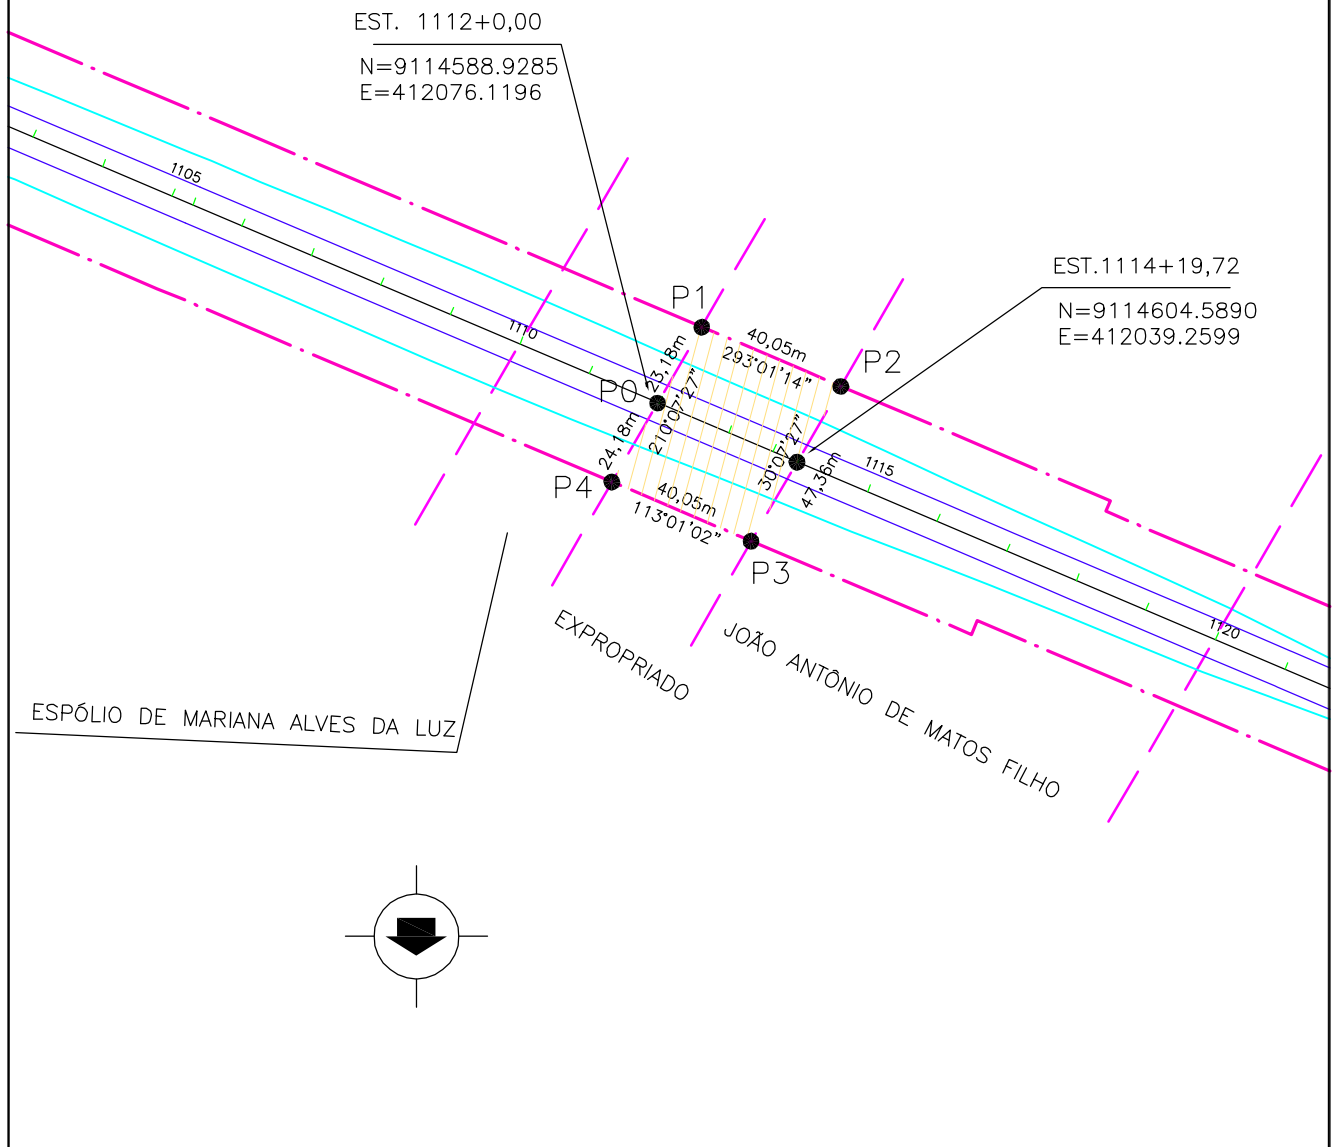 EST. 1112+0,00
N=9114588.9285
E=412076.1196
1105
EST.1114+19,72
N=9114604.5890
E=412039.2599
P1
1110
40,05m
293°01'14"
P2
23,18m
210°07'27"
P0
24,18m
30°07'27"
47,36m
1115
P4
40,05m
113°01'02"
P3
1120
EXPROPRIADO
JOÃO ANTÔNIO DE MATOS FILHO
ESPÓLIO DE MARIANA ALVES DA LUZ